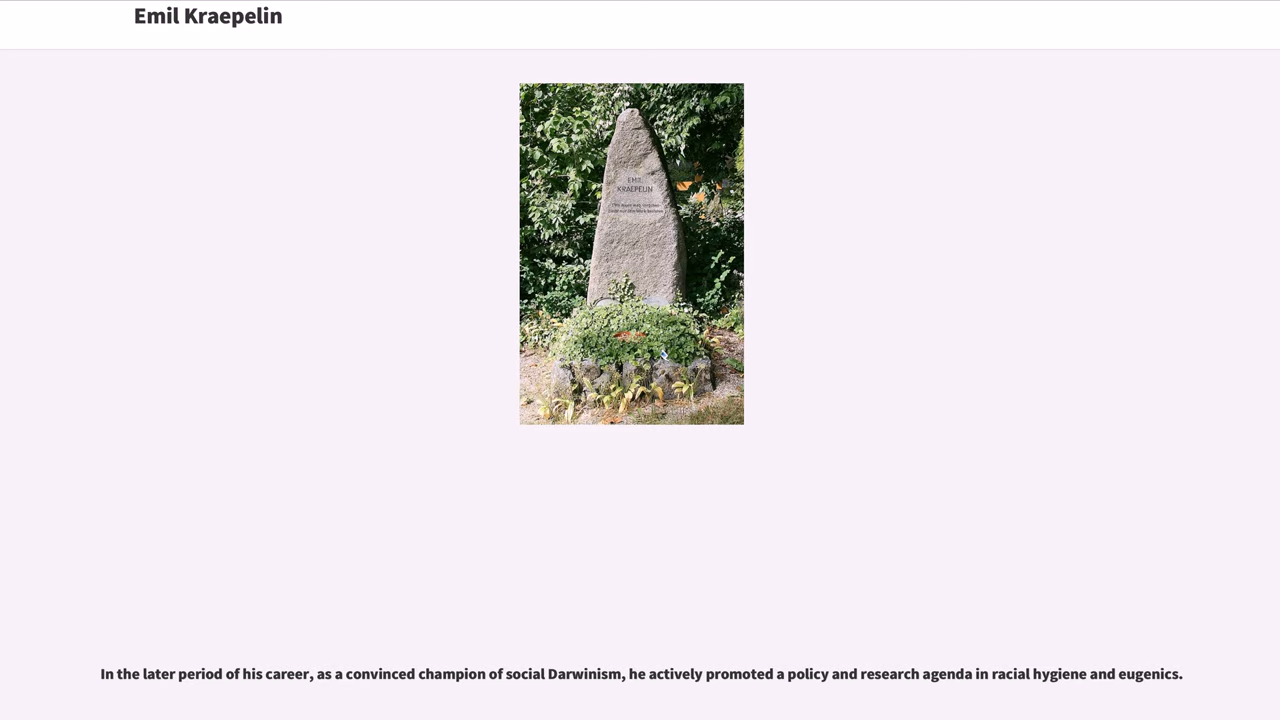 Emil Kraepelin
EMIL
KRAEPELIN
In the later period of his career, as a convinced champion of social Darwinism, he actively promoted a policy and research agenda in racial hygiene and eugenics.